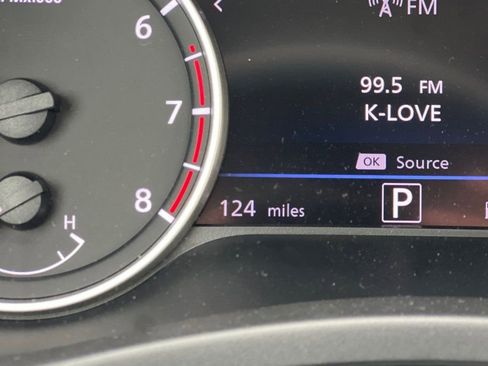 6
7
8
H
FM
99.5 FM
K-LOVE
OK Source
124 miles
P